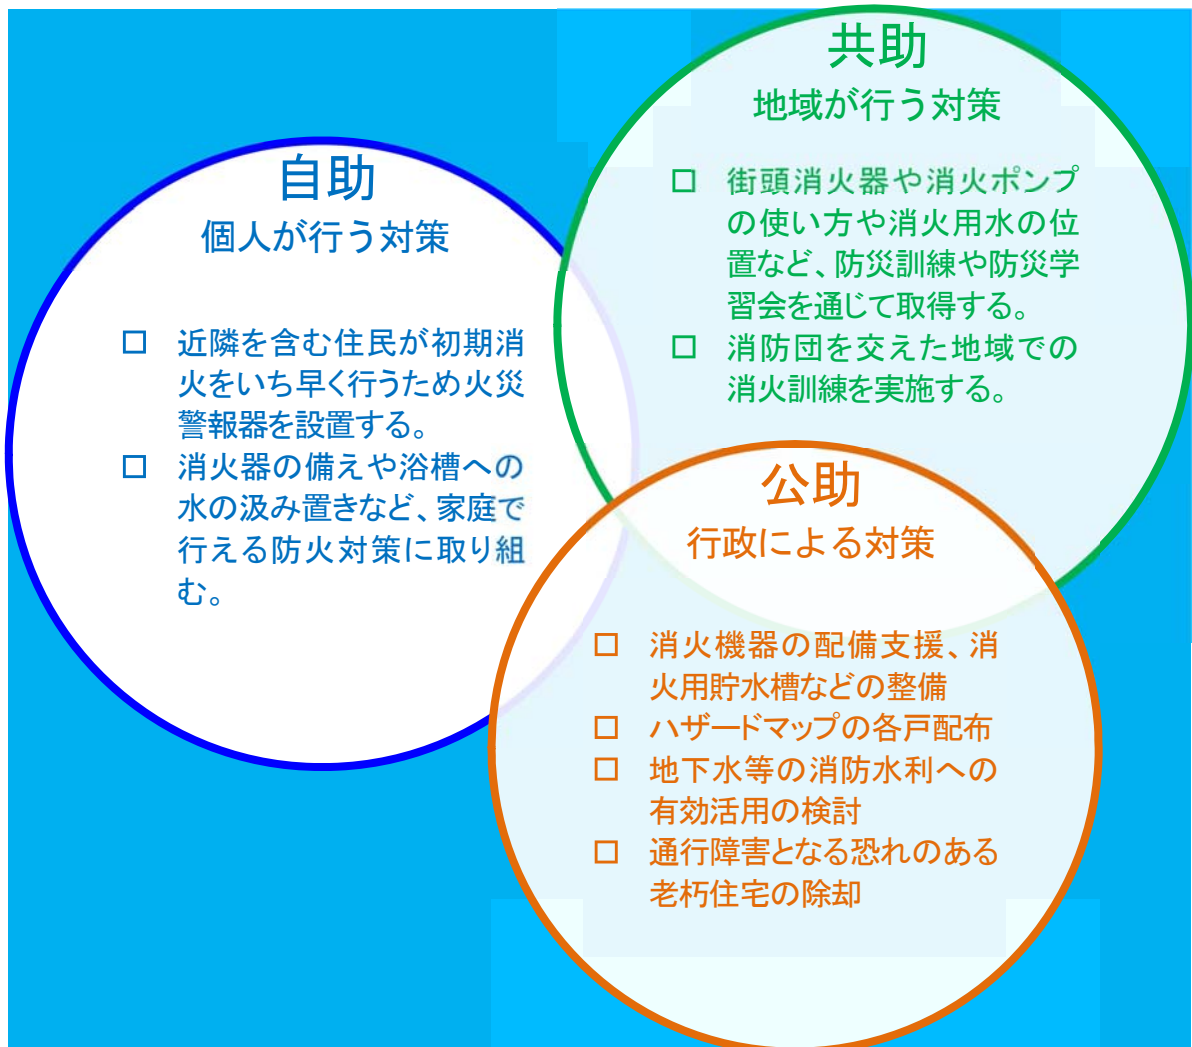 自助
個人が行う対策
□ 近隣を含む住民が初期消
火をいち早く行うため火災
警報器を設置する。
□ 消火器の備えや浴槽への
水の汲み置きなど、家庭で
行える防火対策に取り組
む。
共助
地域が行う対策
□ 街頭消火器や消火ポンプ
の使い方や消火用水の位
置など、防災訓練や防災学
習会を通じて取得する。
□ 消防団を交えた地域での
消火訓練を実施する。
公助
行政による対策
□ 消火機器の配備支援、消
火用貯水槽などの整備
□ ハザードマップの各戸配布
□ 地下水等の消防水利への
有効活用の検討
□ 通行障害となる恐れのある
老朽住宅の除却